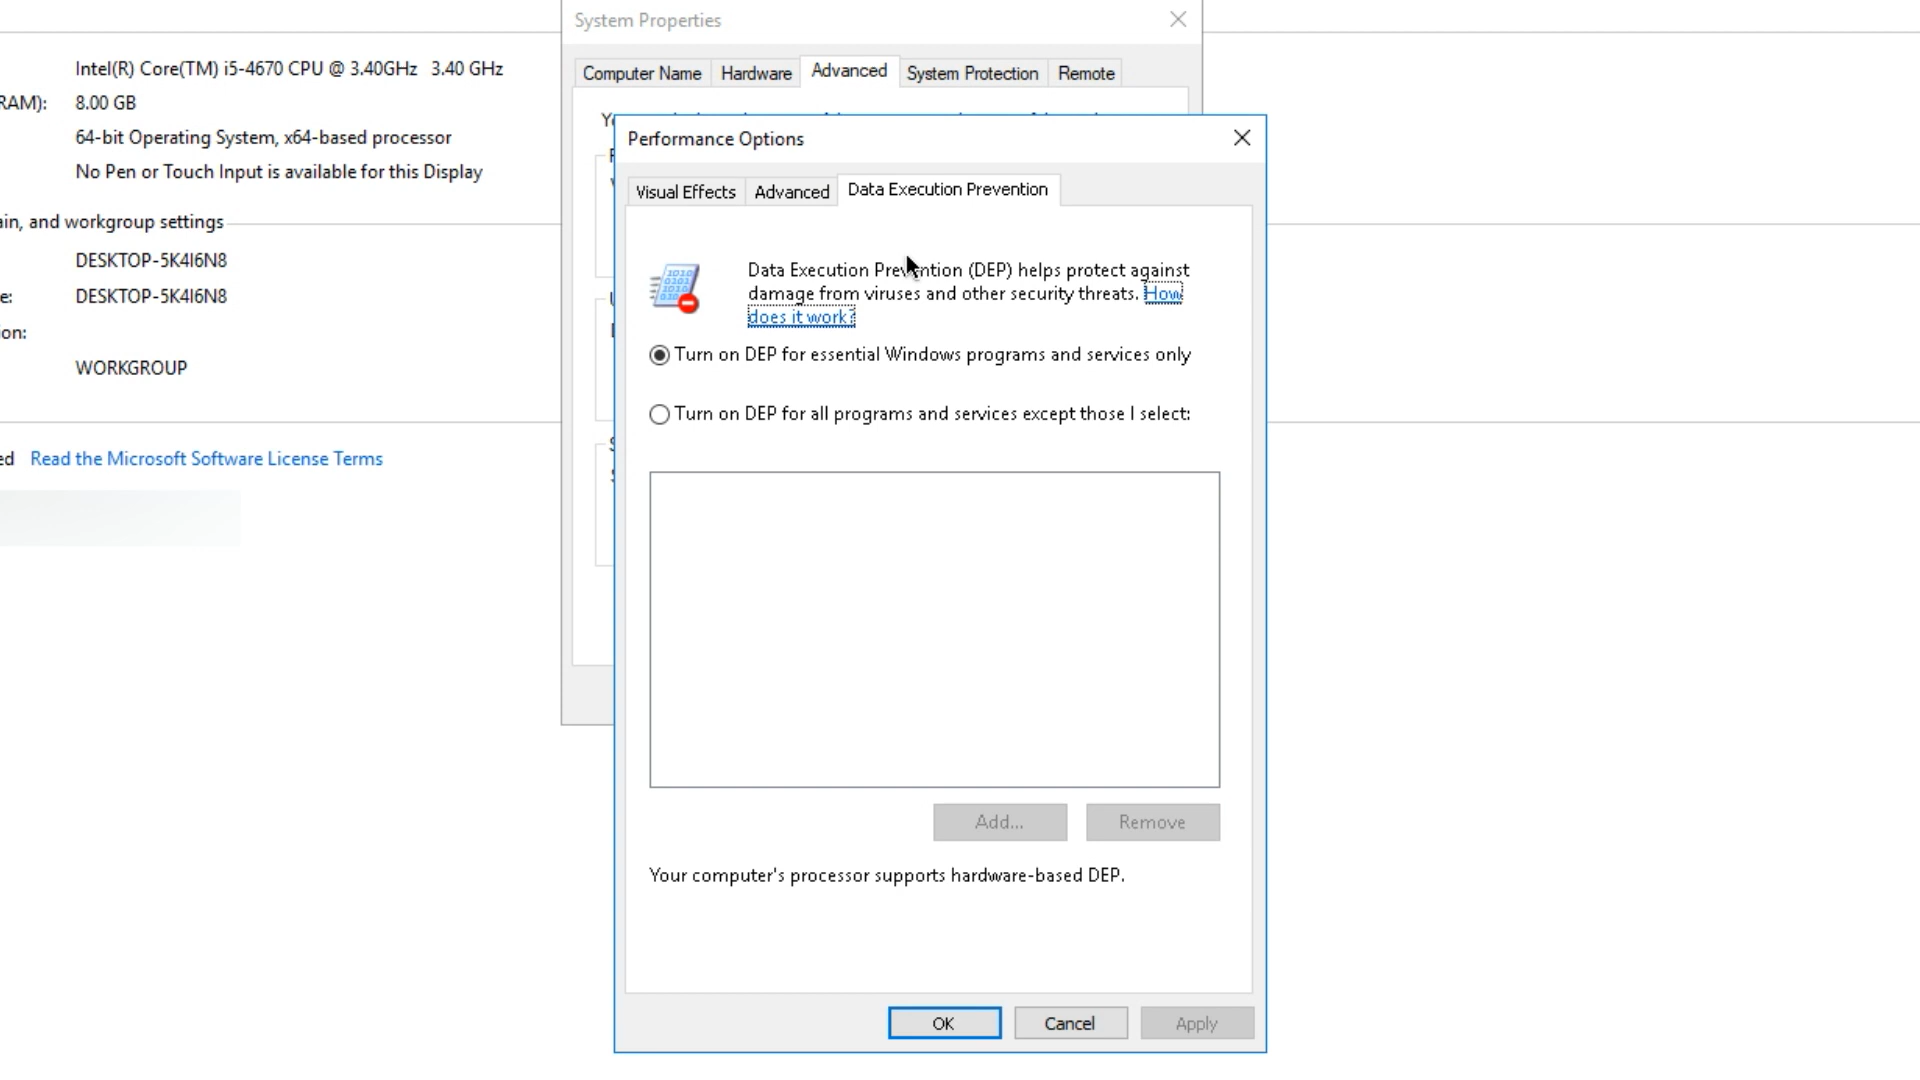 System Properties
Intel(R) Core(TM) i5-4670 CPU @ 3.40GHz 3.40 GHz
RAM):
8.00 GB
64-bit Operating System, x64-based processor
No Pen or Touch Input is available for this Display
ain, and workgroup settings
DESKTOP-5K4I6N8
e:
DESKTOP-5K4I6N8
ion:
WORKGROUP
ed Read the Microsoft Software License Terms
Computer Name
Hardware
Advanced
System Protection
Remote
Performance Options
Visual Effects
Advanced
Data Execution Prevention
Data Execution Prevention (DEP) helps protect against
damage from viruses and other security threats. How
does it work?
Turn on DEP for essential Windows programs and services only
Turn on DEP for all programs and services except those I select:
Add...
Remove
Your computer's processor supports hardware-based DEP.
OK
Cancel
Apply